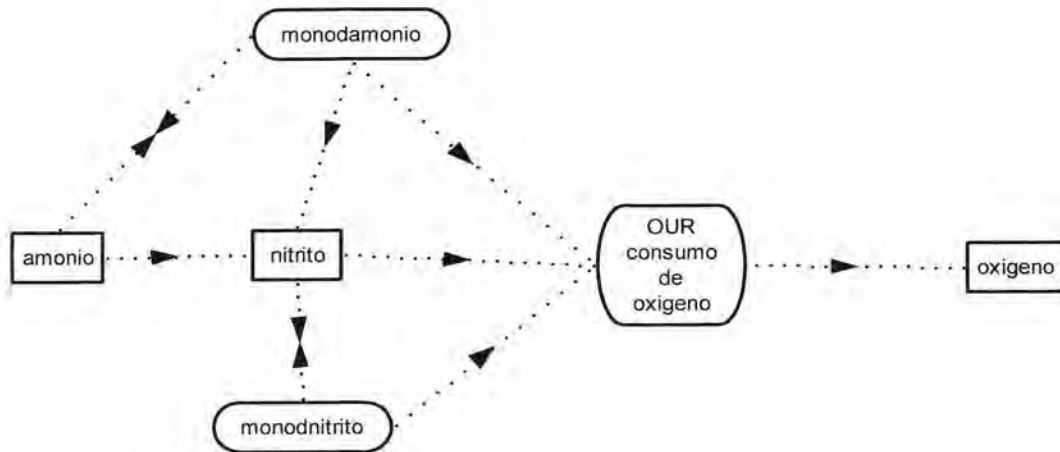 monodamonio
amonio
nitrito
OUR
consumo
de
oxigeno
oxigeno
monodnitrito